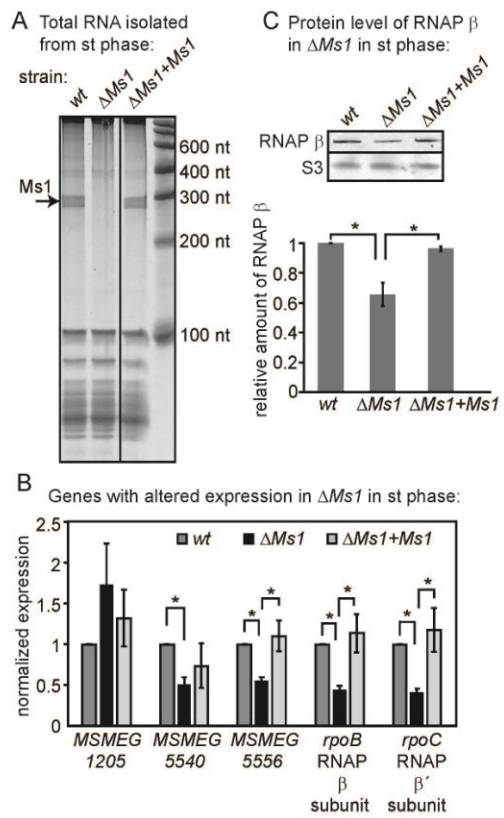 A Total RNA isolated
from st phase:
strain:
wt
ΔMs1
ΔMs1+Ms1
Ms1
600 nt
400 nt
300 nt
200 nt
100 nt
C Protein level of RNAP β
in ΔMs1 in st phase:
wt
ΔMs1
ΔMs1+Ms1
RNAP β
S3
relative amount of RNAP β
* *
1
0.8
0.6
0.4
0.2
0
wt ΔMs1 ΔMs1+Ms1
B Genes with altered expression in ΔMs1 in st phase:
normalized expression
2.5
2
1.5
1
0.5
0
wt ΔMs1 ΔMs1+Ms1
* * * * * * *
MSMEG MSMEG MSMEG rpoB rpoC
1205 5540 5556 RNAP RNAP
β β´
subunit subunit